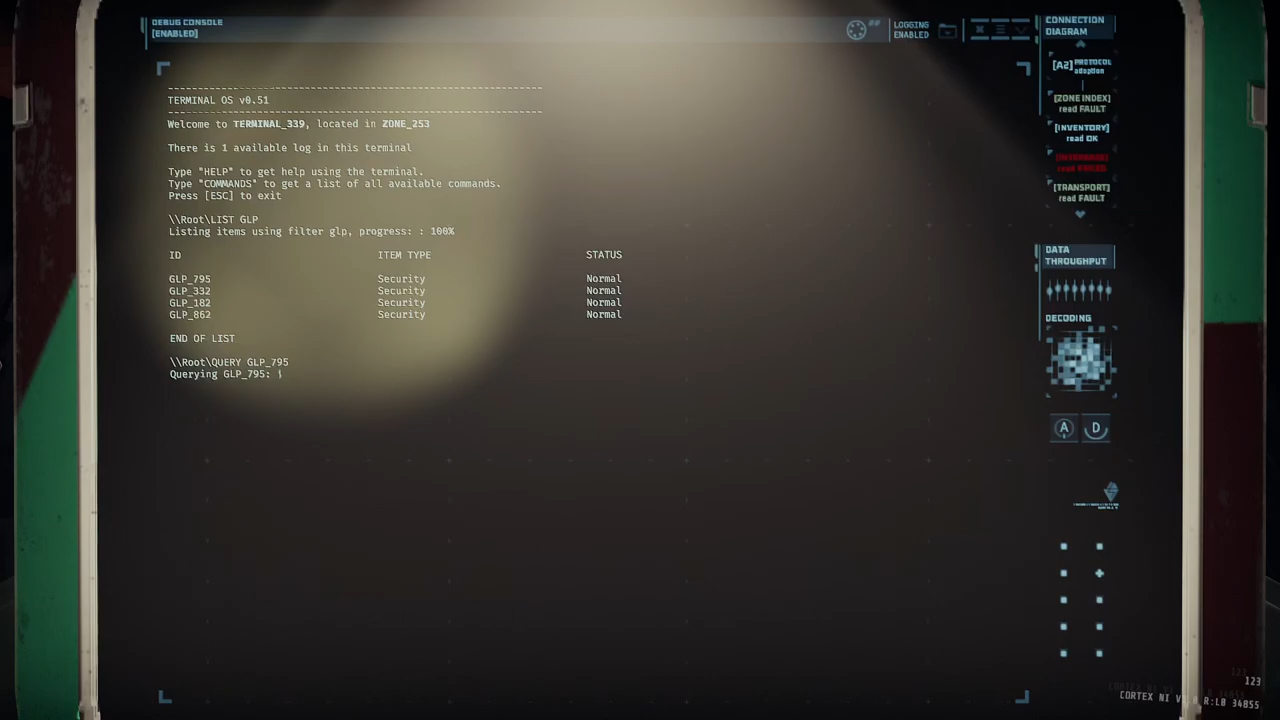 DEBUG CONSOLE
[ENABLED]
LOGGING
ENABLED
CONNECTION
DIAGRAM
[A2] PROTOCOL
adoption
[ZONE INDEX]
read FAULT
[INVENTORY]
read OK
read FAILED
[TRANSPORT]
read FAULT
DATA
THROUGHPUT
DECODING
A D
--------------------------------------------------------------
TERMINAL OS v0.51
--------------------------------------------------------------
Welcome to TERMINAL_339, located in ZONE_253
There is 1 available log in this terminal
Type "HELP" to get help using the terminal.
Type "COMMANDS" to get a list of all available commands.
Press [ESC] to exit
\\Root\LIST GLP
Listing items using filter glp, progress: : 100%
ID ITEM TYPE STATUS
GLP_795 Security Normal
GLP_332 Security Normal
GLP_182 Security Normal
GLP_862 Security Normal
END OF LIST
\\Root\QUERY GLP_795
Querying GLP_795: \
123